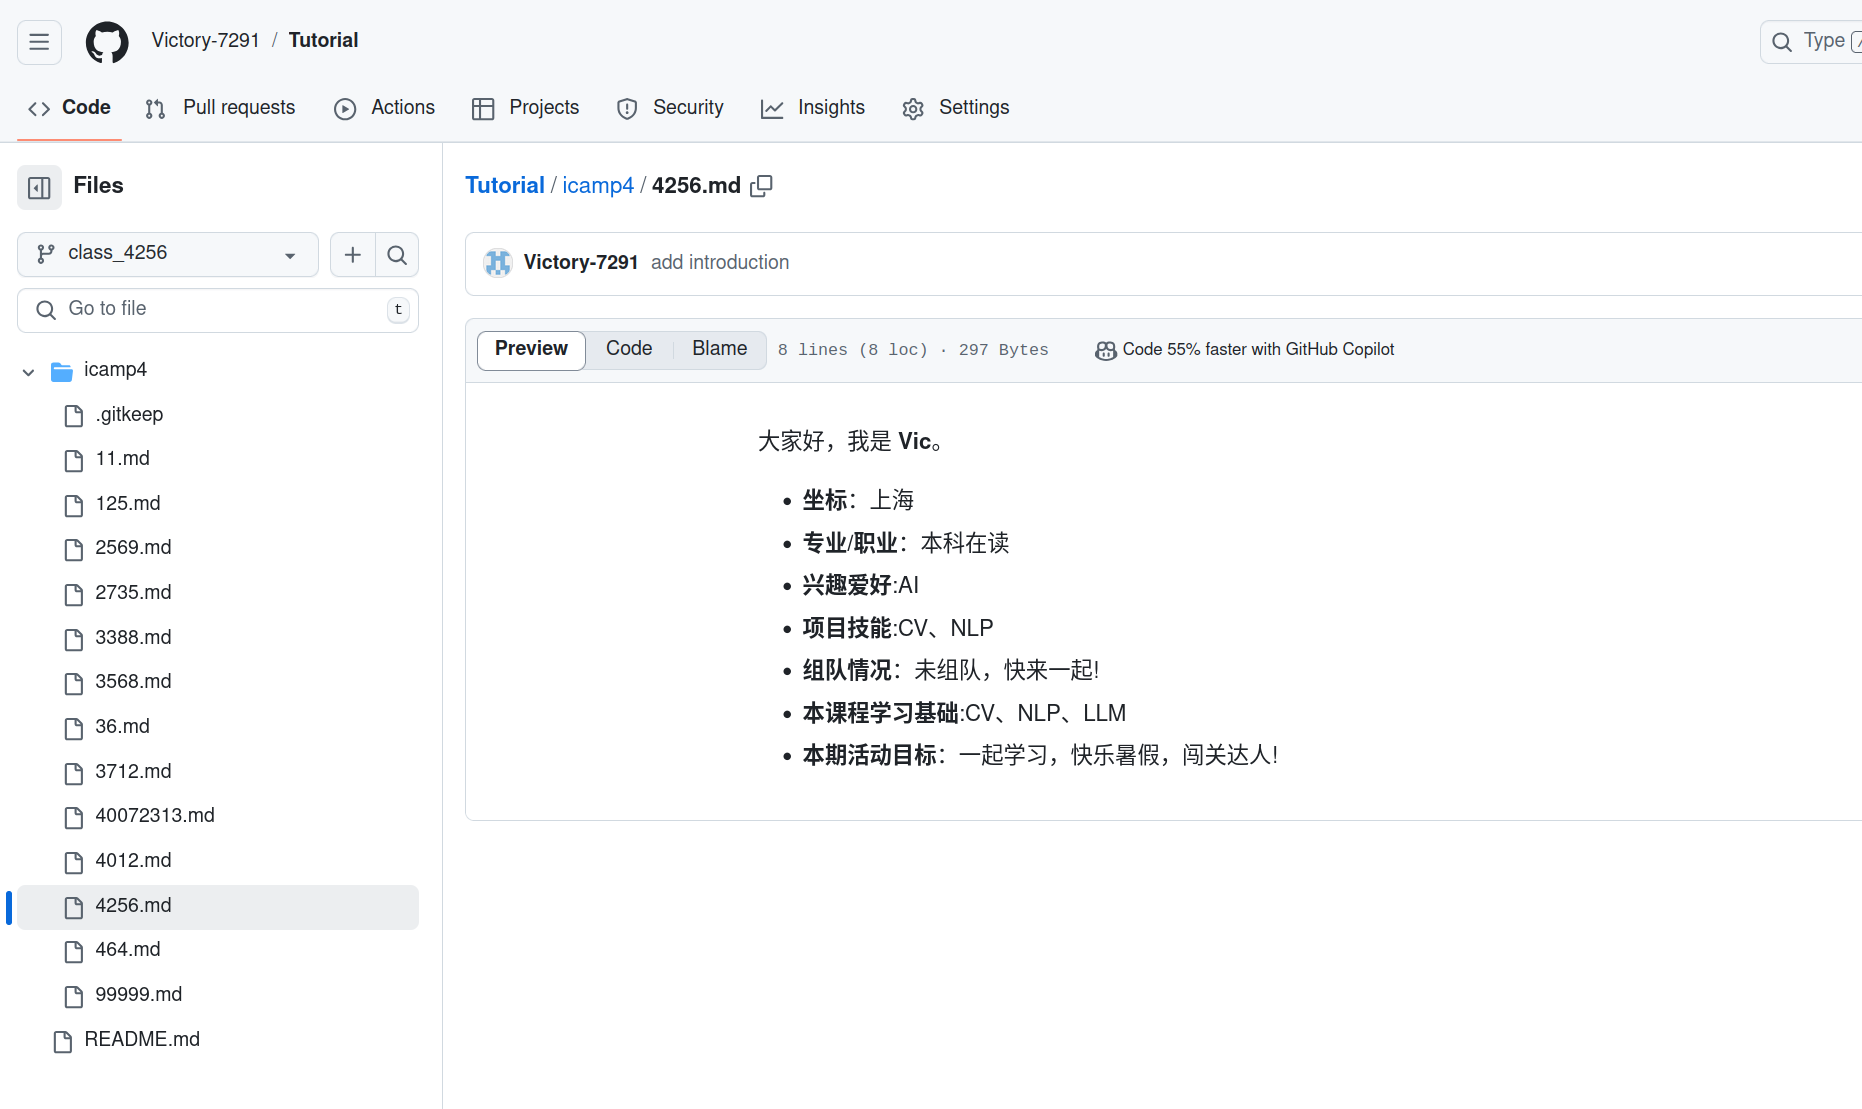 Victory-7291 / Tutorial
Type /
Code Pull requests Actions Projects Security Insights Settings
Files
class_4256
Go to file t
icamp4
.gitkeep
11.md
125.md
2569.md
2735.md
3388.md
3568.md
36.md
3712.md
40072313.md
4012.md
4256.md
464.md
99999.md
README.md
Tutorial / icamp4 / 4256.md
Victory-7291 add introduction
Preview Code Blame 8 lines (8 loc) · 297 Bytes Code 55% faster with GitHub Copilot
大家好，我是 Vic。
• 坐标：上海
• 专业/职业：本科在读
• 兴趣爱好:AI
• 项目技能:CV、NLP
• 组队情况：未组队，快来一起!
• 本课程学习基础:CV、NLP、LLM
• 本期活动目标：一起学习，快乐暑假，闯关达人!